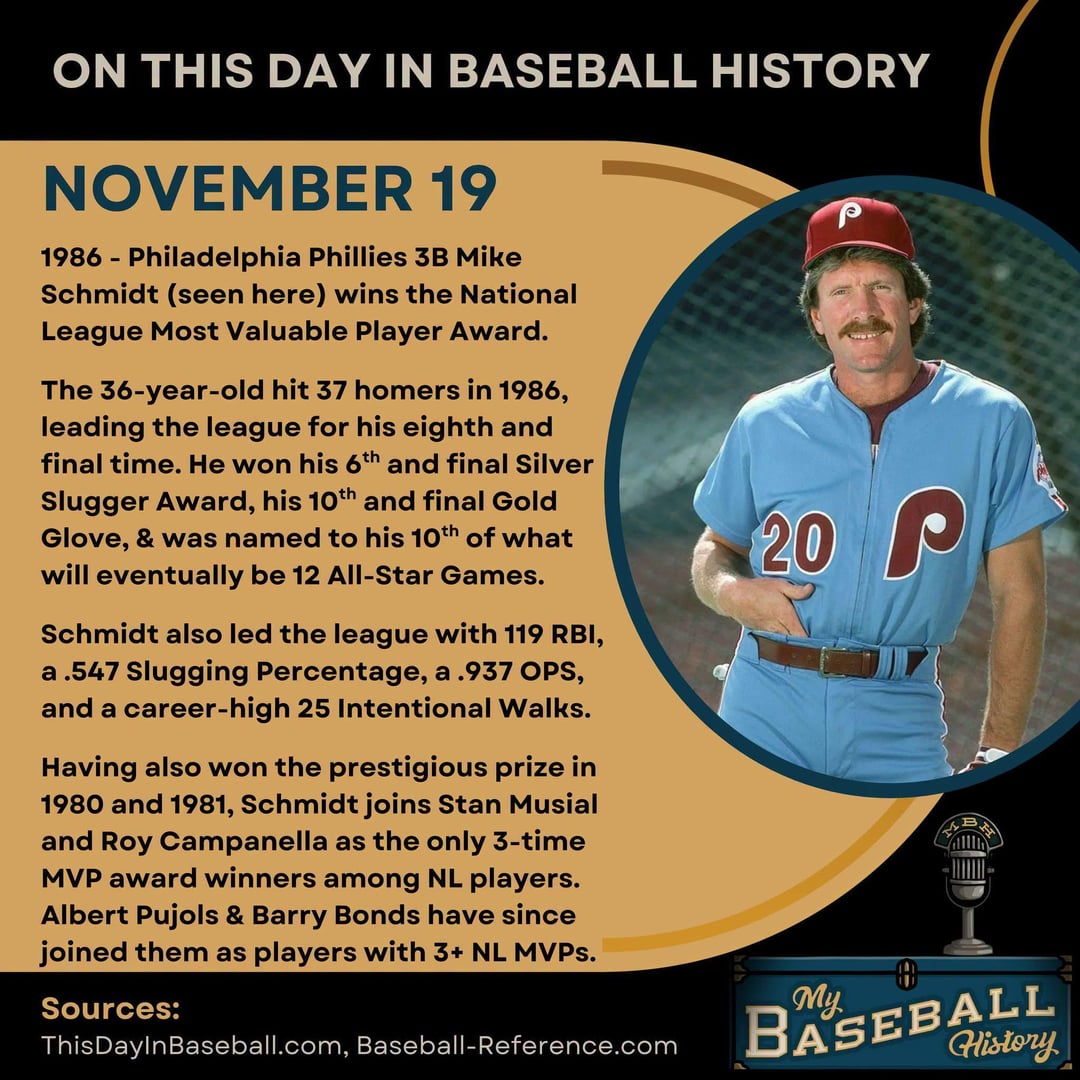 ON THIS DAY IN BASEBALL HISTORY
NOVEMBER 19
1986 - Philadelphia Phillies 3B Mike
Schmidt (seen here) wins the National
League Most Valuable Player Award.
The 36-year-old hit 37 homers in 1986,
leading the league for his eighth and
final time. He won his 6th and final Silver
Slugger Award, his 10th and final Gold
Glove, & was named to his 10th of what
will eventually be 12 All-Star Games.
Schmidt also led the league with 119 RBI,
a .547 Slugging Percentage, a .937 OPS,
and a career-high 25 Intentional Walks.
Having also won the prestigious prize in
1980 and 1981, Schmidt joins Stan Musial
and Roy Campanella as the only 3-time
MVP award winners among NL players.
Albert Pujols & Barry Bonds have since
joined them as players with 3+ NL MVPs.
Sources:
ThisDayInBaseball.com, Baseball-Reference.com
P
20 P
MBH
My
BASEBALL
History